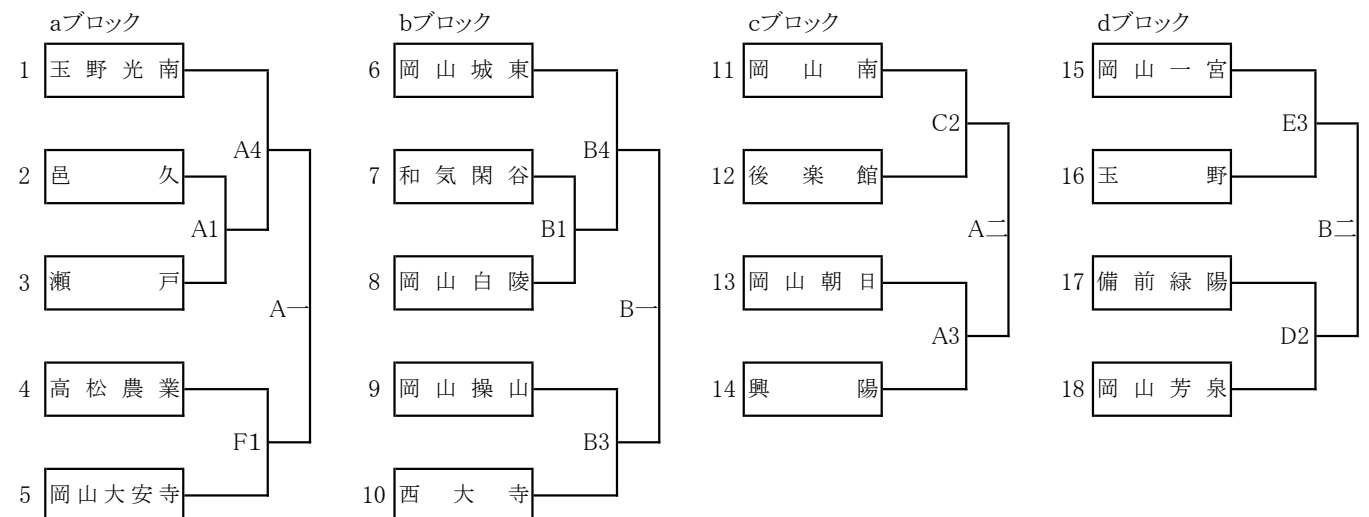 aブロック
1 玉野光南
A4
2 邑久
A1
3 瀬戸
A一
4 高松農業
F1
5 岡山大安寺
bブロック
6 岡山城東
B4
7 和気閑谷
B1
8 岡山白陵
B一
9 岡山操山
B3
10 西大寺
cブロック
11 岡山南
C2
12 後楽館
A二
13 岡山朝日
A3
14 興陽
dブロック
15 岡山一宮
E3
16 玉野
B二
17 備前緑陽
D2
18 岡山芳泉